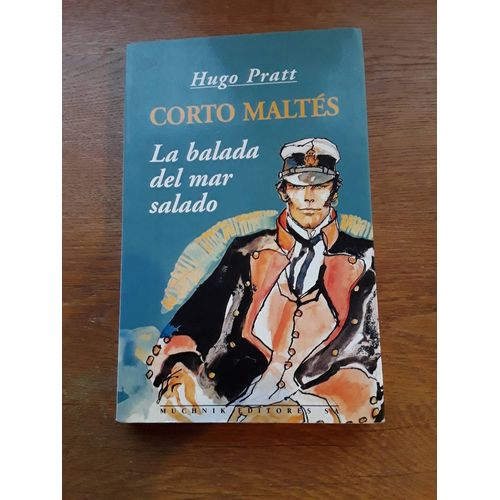 Hugo Pratt
CORTO MALTÉS
La balada
del mar
salado
MUCHNIK EDITORES SA